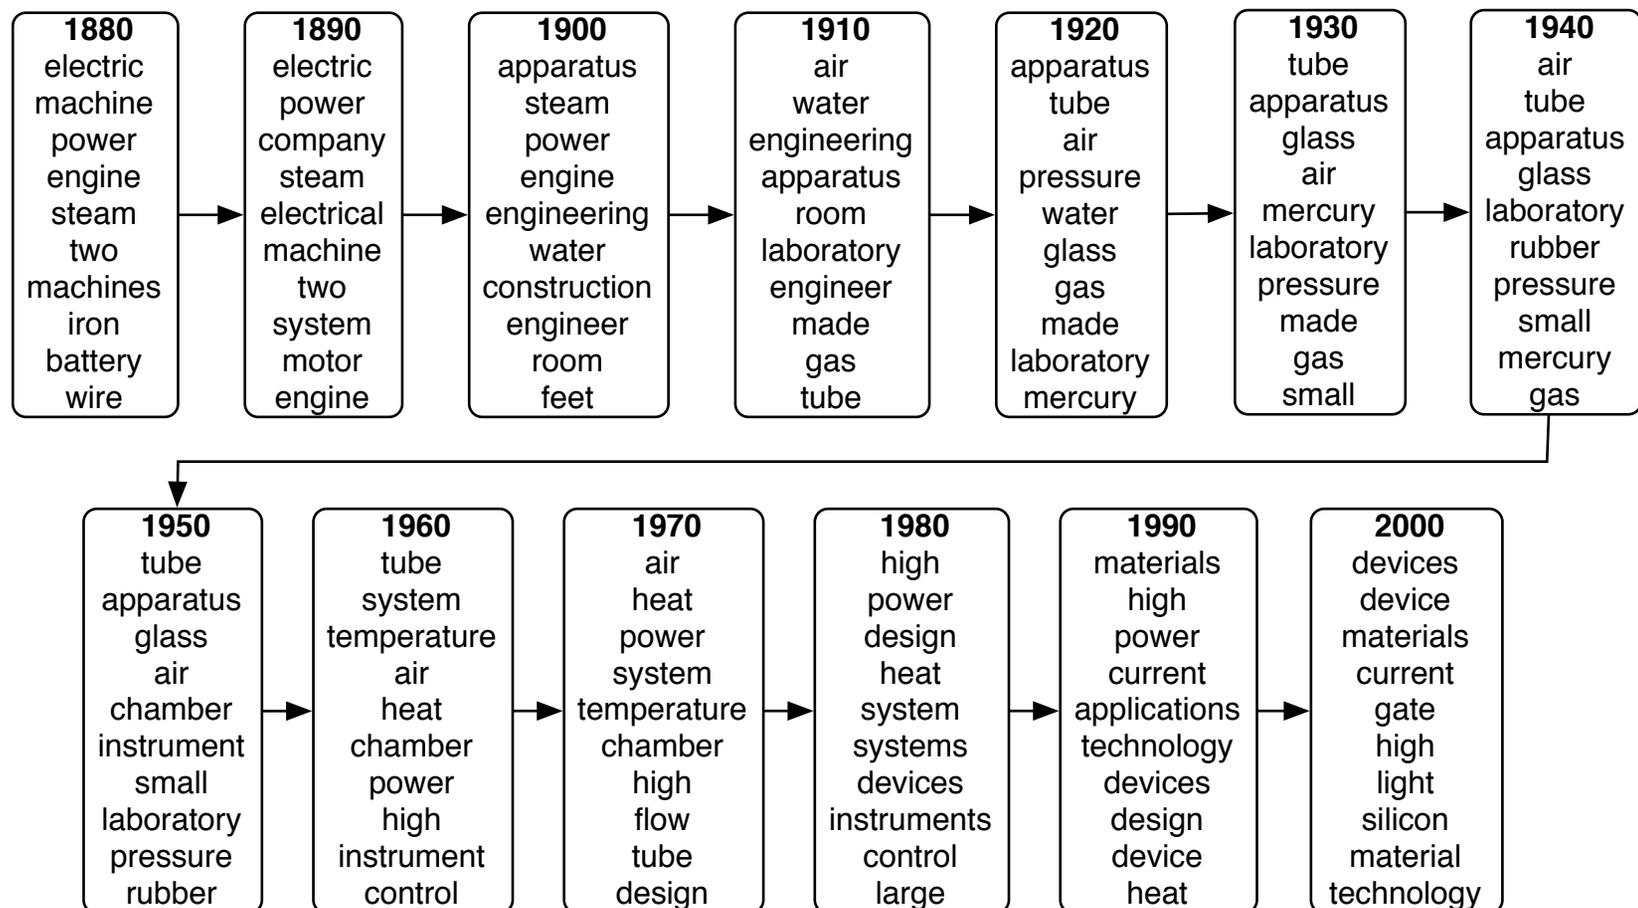 1880
electric
machine
power
engine
steam
two
machines
iron
battery
wire
1890
electric
power
company
steam
electrical
machine
two
system
motor
engine
1900
apparatus
steam
power
engine
engineering
water
construction
engineer
room
feet
1910
air
water
engineering
apparatus
room
laboratory
engineer
made
gas
tube
1920
apparatus
tube
air
pressure
water
glass
gas
made
laboratory
mercury
1930
tube
apparatus
glass
air
mercury
laboratory
pressure
made
gas
small
1940
air
tube
apparatus
glass
laboratory
rubber
pressure
small
mercury
gas
1950
tube
apparatus
glass
air
chamber
instrument
small
laboratory
pressure
rubber
1960
tube
system
temperature
air
heat
chamber
power
high
instrument
control
1970
air
heat
power
system
temperature
chamber
high
flow
tube
design
1980
high
power
design
heat
system
systems
devices
instruments
control
large
1990
materials
high
power
current
applications
technology
devices
design
device
heat
2000
devices
device
materials
current
gate
high
light
silicon
material
technology